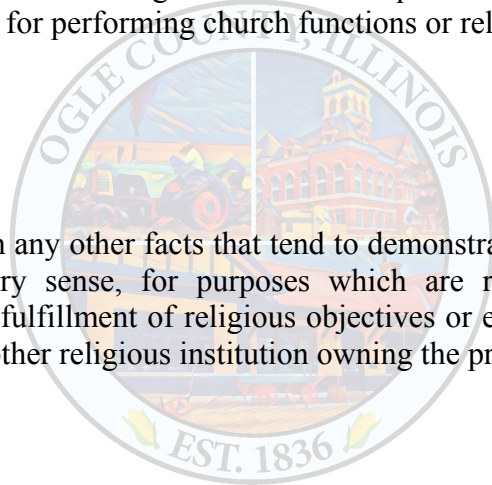 for performing church functions or rel
OGLE COUNTY, ILLINOIS
any other facts that tend to demonstra
ry sense, for purposes which are r
fulfillment of religious objectives or e
other religious institution owning the pr
EST. 1836